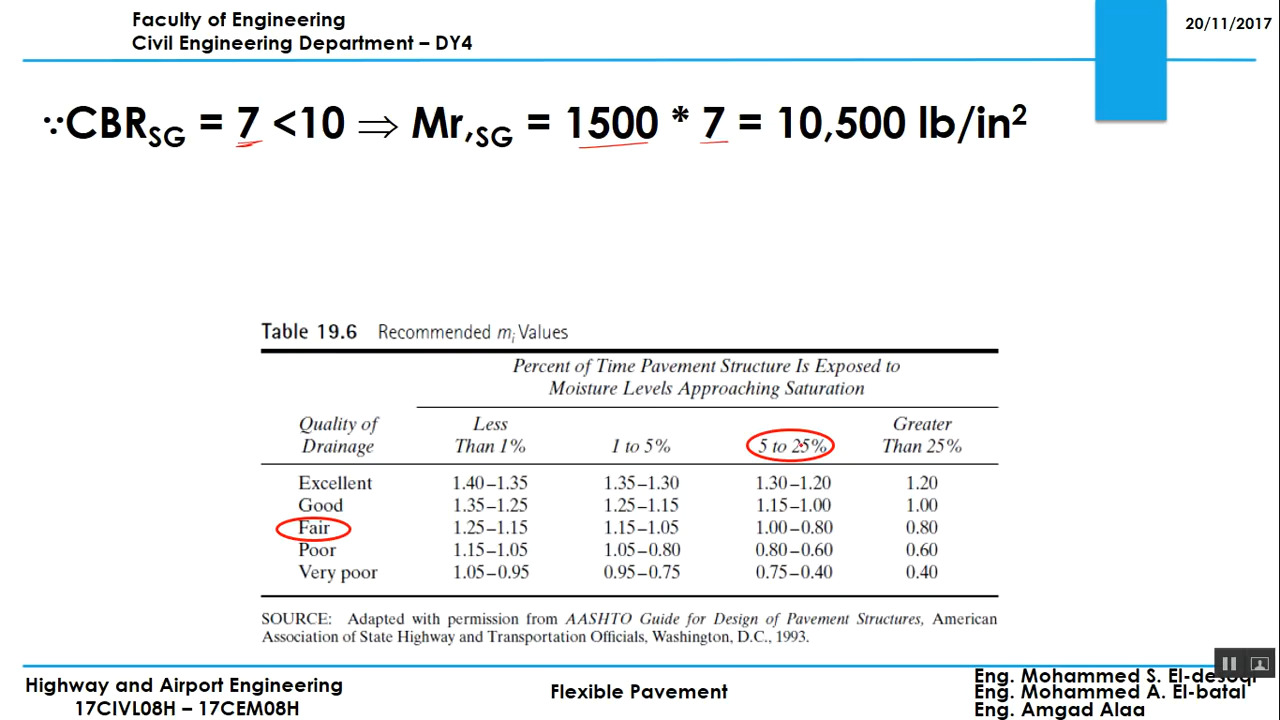 Faculty of Engineering
Civil Engineering Department – DY4
20/11/2017
∵CBR_SG = 7 <10 ⇒ Mr,_SG = 1500 * 7 = 10,500 lb/in²
Table 19.6 Recommended m_i Values
Percent of Time Pavement Structure Is Exposed to
Moisture Levels Approaching Saturation
Quality of Less Greater
Drainage Than 1% 1 to 5% 5 to 25% Than 25%
Excellent 1.40–1.35 1.35–1.30 1.30–1.20 1.20
Good 1.35–1.25 1.25–1.15 1.15–1.00 1.00
Fair 1.25–1.15 1.15–1.05 1.00–0.80 0.80
Poor 1.15–1.05 1.05–0.80 0.80–0.60 0.60
Very poor 1.05–0.95 0.95–0.75 0.75–0.40 0.40
SOURCE: Adapted with permission from AASHTO Guide for Design of Pavement Structures, American
Association of State Highway and Transportation Officials, Washington, D.C., 1993.
Highway and Airport Engineering
17CIVL08H – 17CEM08H
Flexible Pavement
Eng. Mohammed S. El-desoqi
Eng. Mohammed A. El-batal
Eng. Amgad Alaa